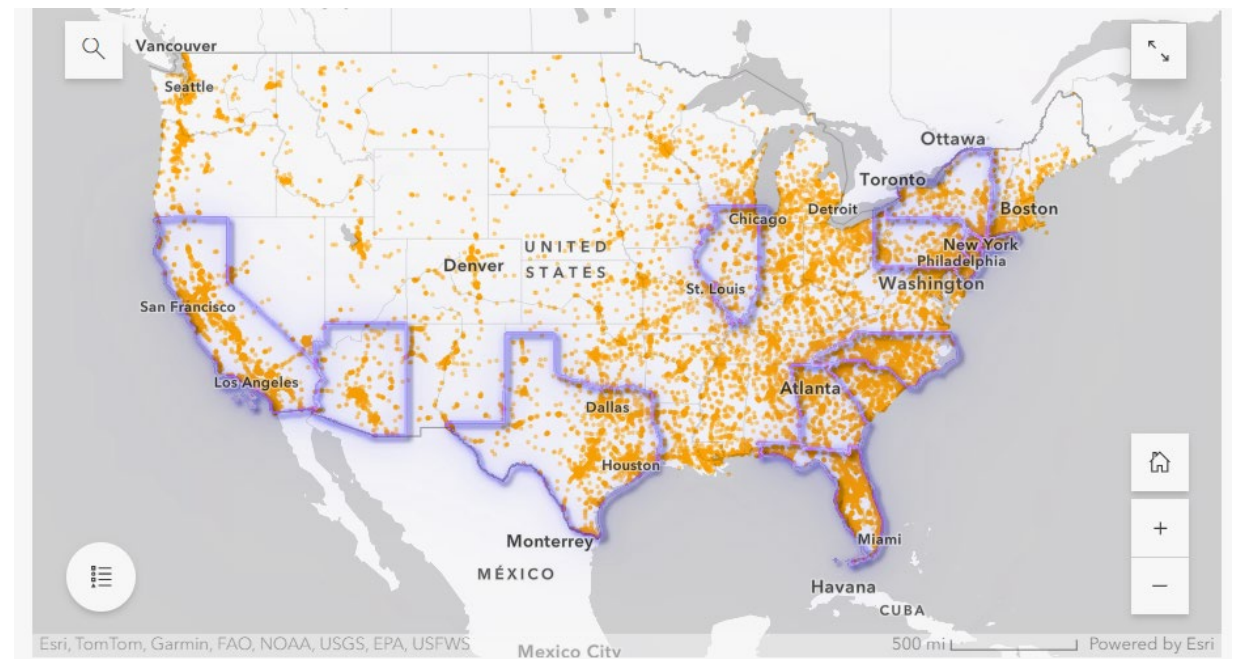 Vancouver
Seattle
Ottawa
Toronto
Boston
Detroit
Chicago
New York
Philadelphia
UNITED
STATES
Denver
Washington
St. Louis
San Francisco
Los Angeles
Atlanta
Dallas
Houston
Monterrey
Miami
MÉXICO
Havana
CUBA
Mexico City
+
−
Esri, TomTom, Garmin, FAO, NOAA, USGS, EPA, USFWS
500 mi
Powered by Esri